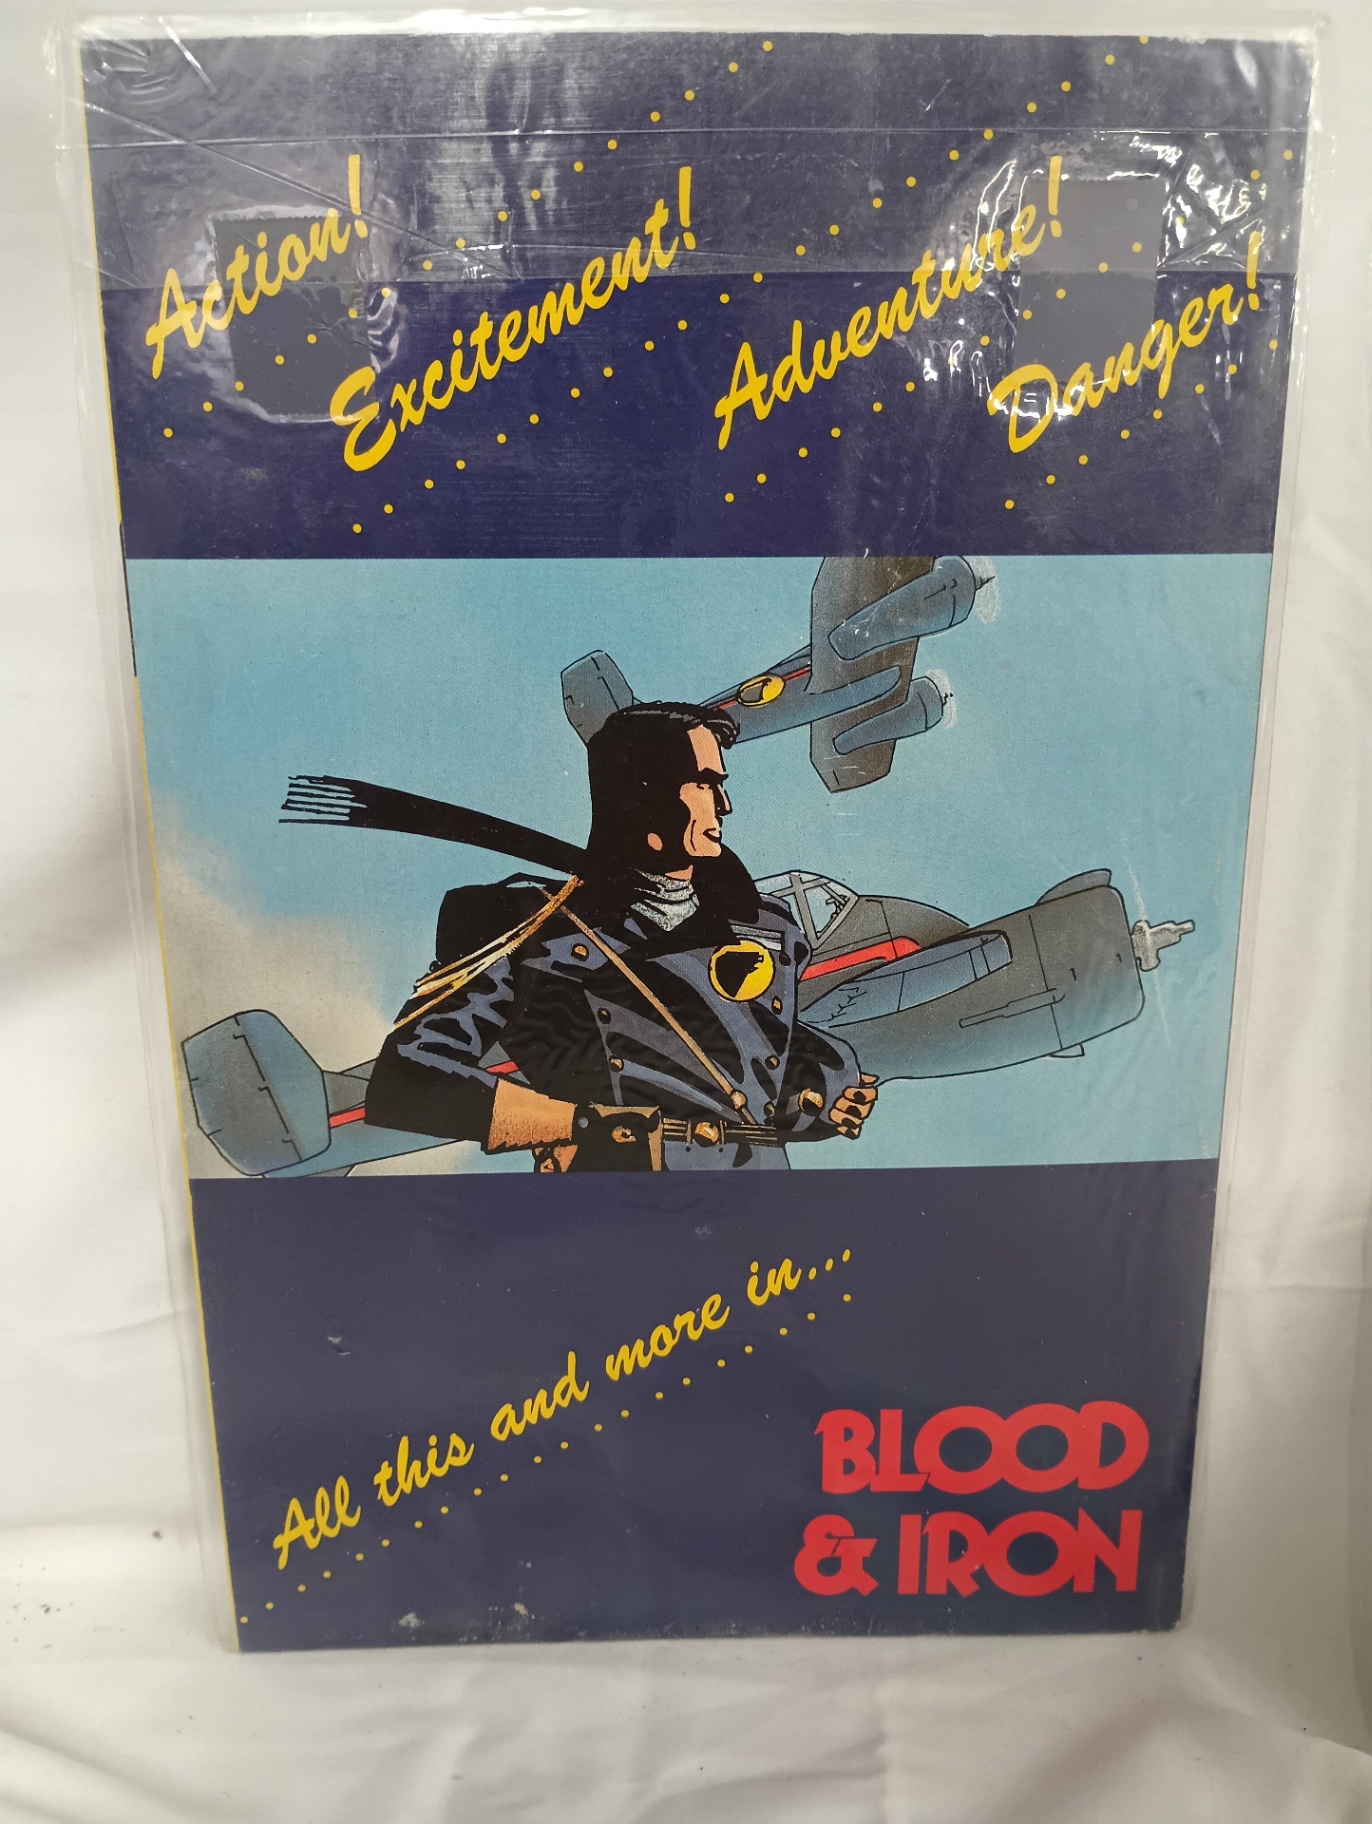 Action!
Excitement!
Adventure!
Danger!
All this and more in...
BLOOD
& IRON